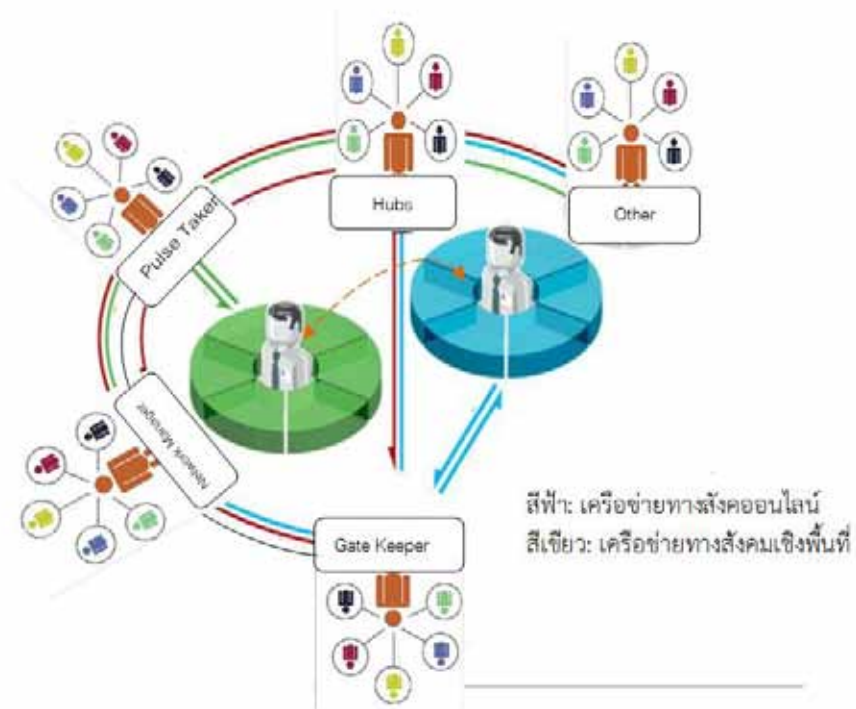 Hubs
Other
Pulse Taker
Network Manager
Gate Keeper
สีฟ้า: เครือข่ายทางสังคออนไลน์
สีเขียว: เครือข่ายทางสังคมเชิงพื้นที่